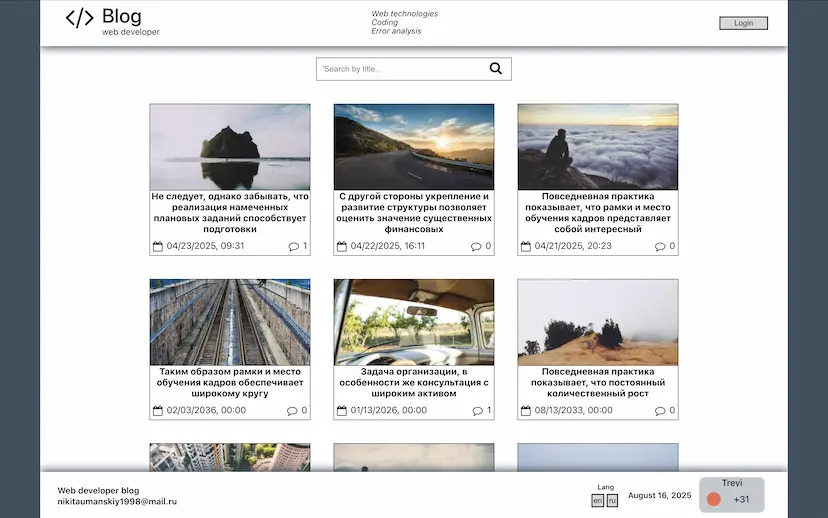 </> Blog
web developer
Web technologies
Coding
Error analysis
Login
"Search by title...
Не следует, однако забывать, что
реализация намеченных
плановых заданий способствует
подготовки
04/23/2025, 09:31 1
С другой стороны укрепление и
развитие структуры позволяет
оценить значение существенных
финансовых
04/22/2025, 16:11 0
Повседневная практика
показывает, что рамки и место
обучения кадров представляет
собой интересный
04/21/2025, 20:23 0
Таким образом рамки и место
обучения кадров обеспечивает
широкому кругу
02/03/2036, 00:00 0
Задача организации, в
особенности же консультация с
широким активом
01/13/2026, 00:00 1
Повседневная практика
показывает, что постоянный
количественный рост
08/13/2033, 00:00 0
Web developer blog
nikitaumanskiy1998@mail.ru
Lang
en ru
August 16, 2025
Trevi
+31